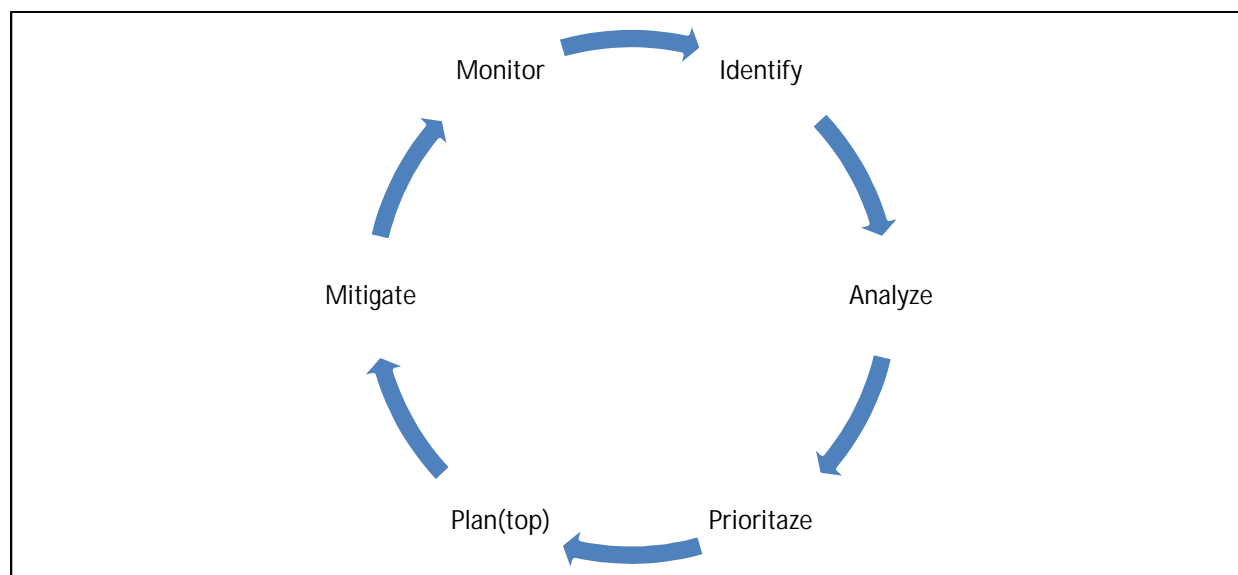 Monitor
Identify
Mitigate
Analyze
Plan(top)
Prioritaze